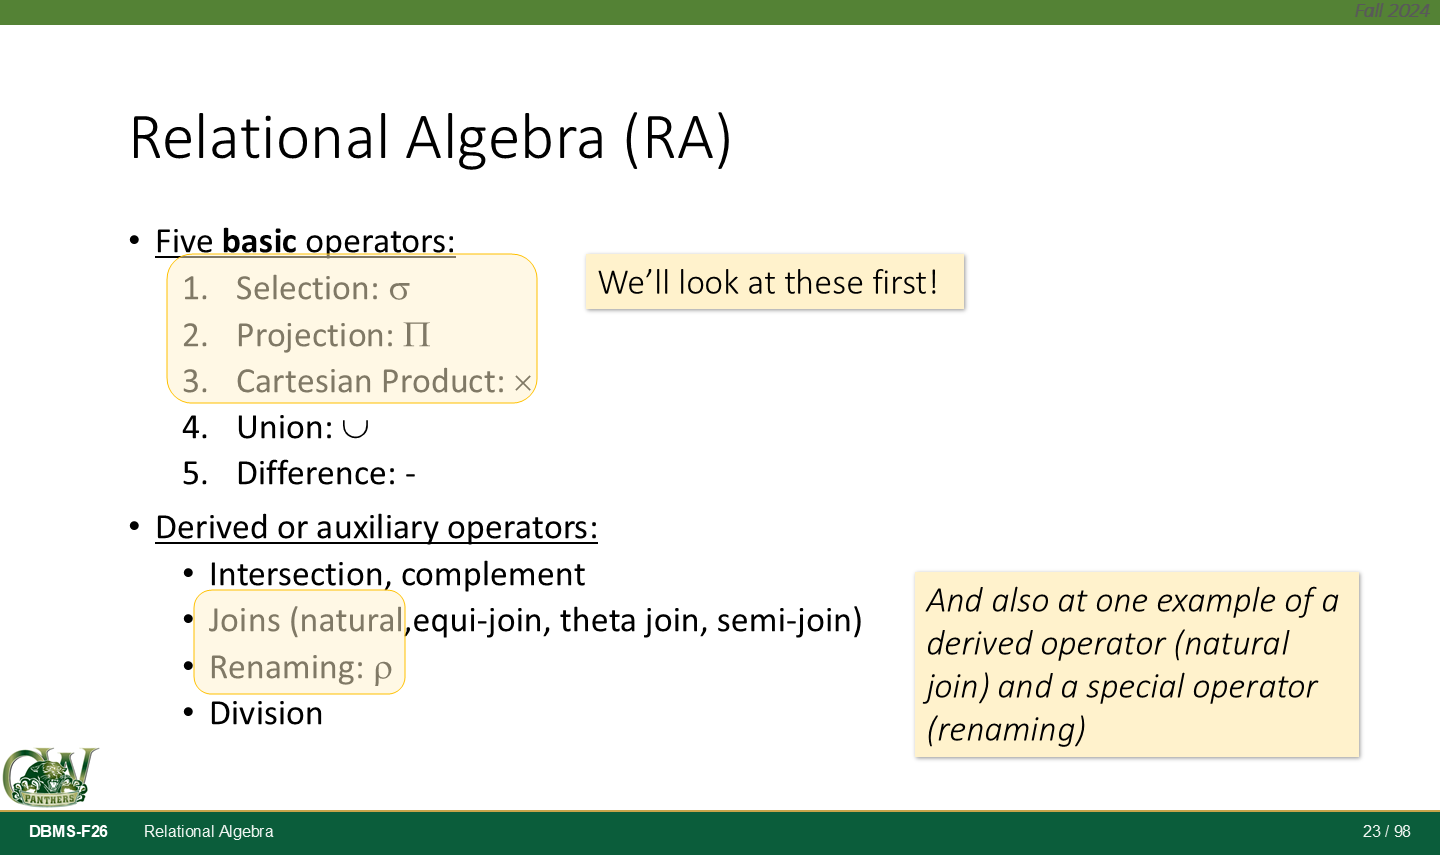 Fall 2024
Relational Algebra (RA)
• Five basic operators:
1. Selection: σ
2. Projection: Π
3. Cartesian Product: ×
4. Union: ∪
5. Difference: -
We’ll look at these first!
• Derived or auxiliary operators:
• Intersection, complement
• Joins (natural,equi-join, theta join, semi-join)
• Renaming: ρ
• Division
And also at one example of a
derived operator (natural
join) and a special operator
(renaming)
OW
PANTHERS
DBMS-F26 Relational Algebra 23 / 98